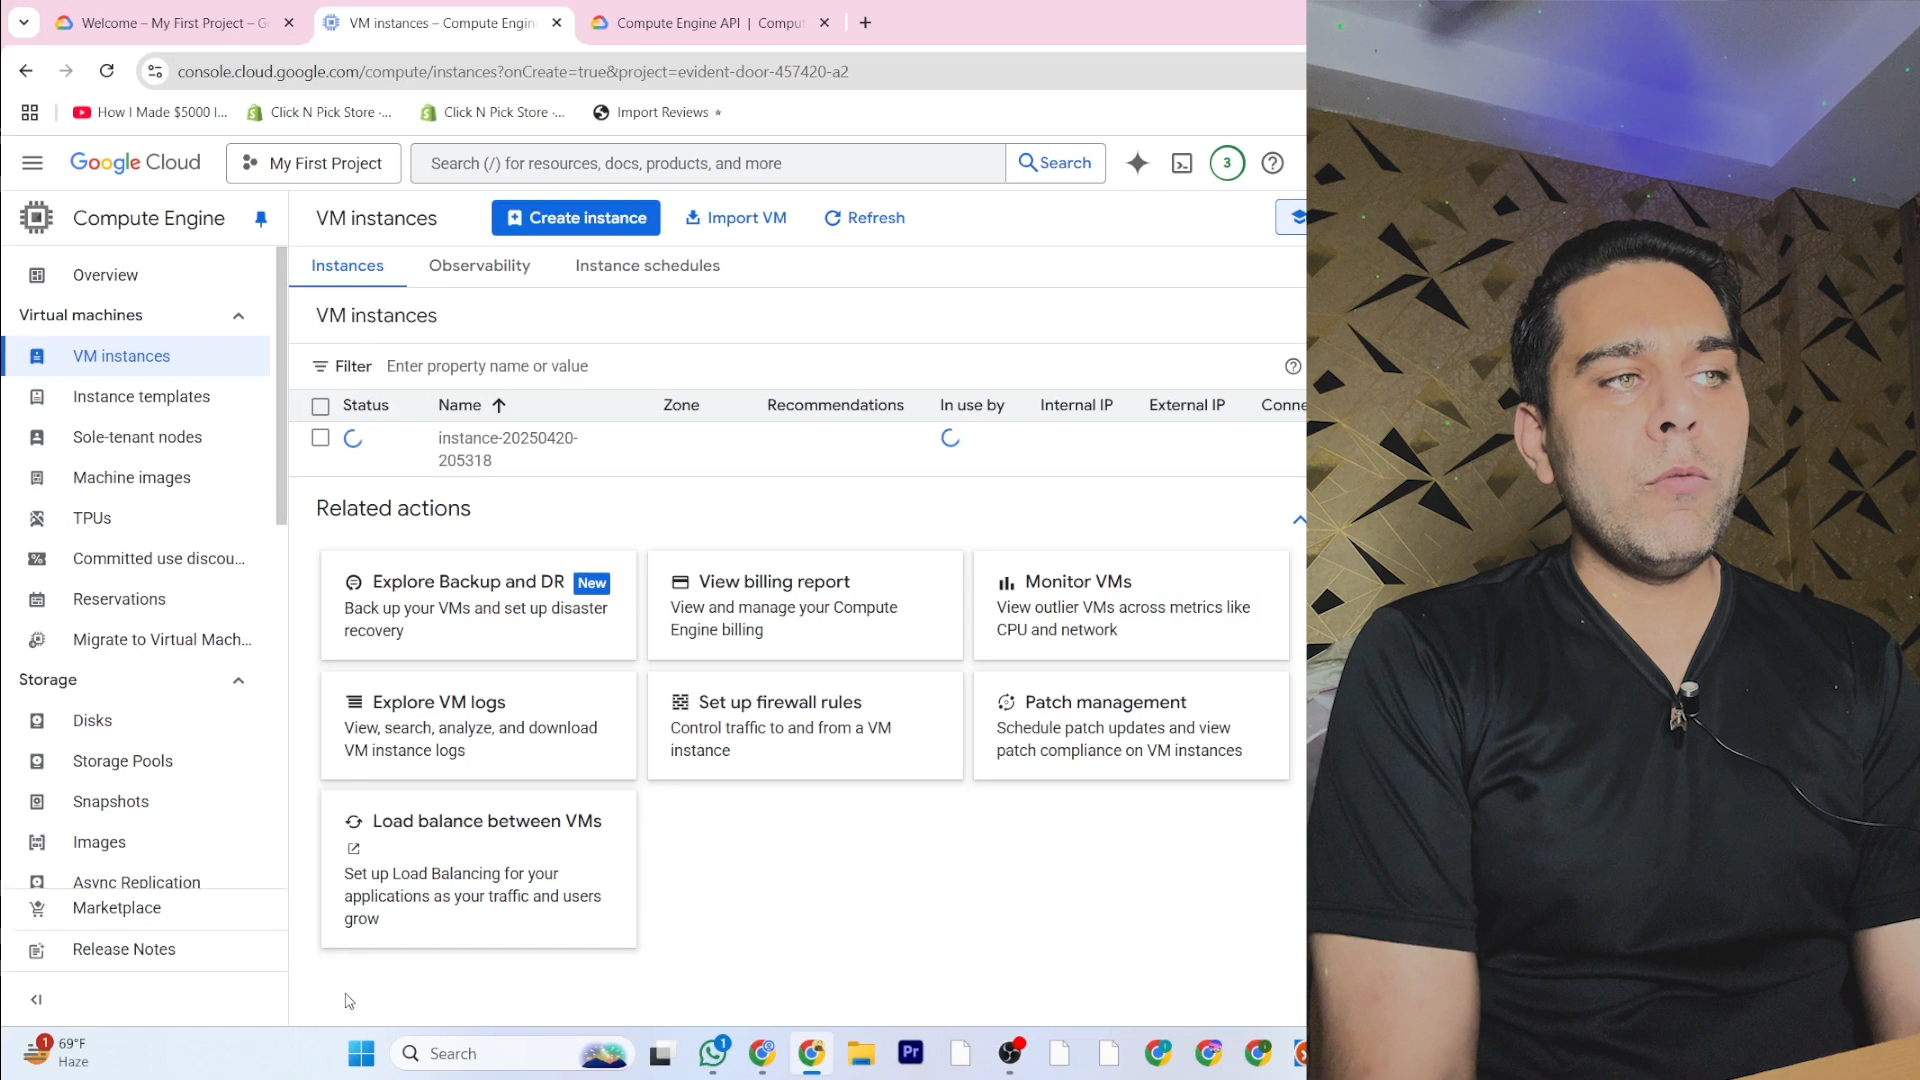 Welcome – My First Project – G
VM instances – Compute Engin
Compute Engine API | Compu
console.cloud.google.com/compute/instances?onCreate=true&project=evident-door-457420-a2
How I Made $5000 I...
Click N Pick Store -...
Click N Pick Store -...
Import Reviews ⋆
Google Cloud
My First Project
Search (/) for resources, docs, products, and more
Search
3
Compute Engine
VM instances
Create instance
Import VM
Refresh
Overview
Virtual machines
VM instances
Instance templates
Sole-tenant nodes
Machine images
TPUs
Committed use discou...
Reservations
Migrate to Virtual Mach...
Storage
Disks
Storage Pools
Snapshots
Images
Async Replication
Marketplace
Release Notes
Instances
Observability
Instance schedules
VM instances
Filter
Enter property name or value
Status
Name
Zone
Recommendations
In use by
Internal IP
External IP
Conne
instance-20250420-
205318
Related actions
Explore Backup and DR New
Back up your VMs and set up disaster
recovery
View billing report
View and manage your Compute
Engine billing
Monitor VMs
View outlier VMs across metrics like
CPU and network
Explore VM logs
View, search, analyze, and download
VM instance logs
Set up firewall rules
Control traffic to and from a VM
instance
Patch management
Schedule patch updates and view
patch compliance on VM instances
Load balance between VMs
Set up Load Balancing for your
applications as your traffic and users
grow
1
69°F
Haze
Search
1
Pr